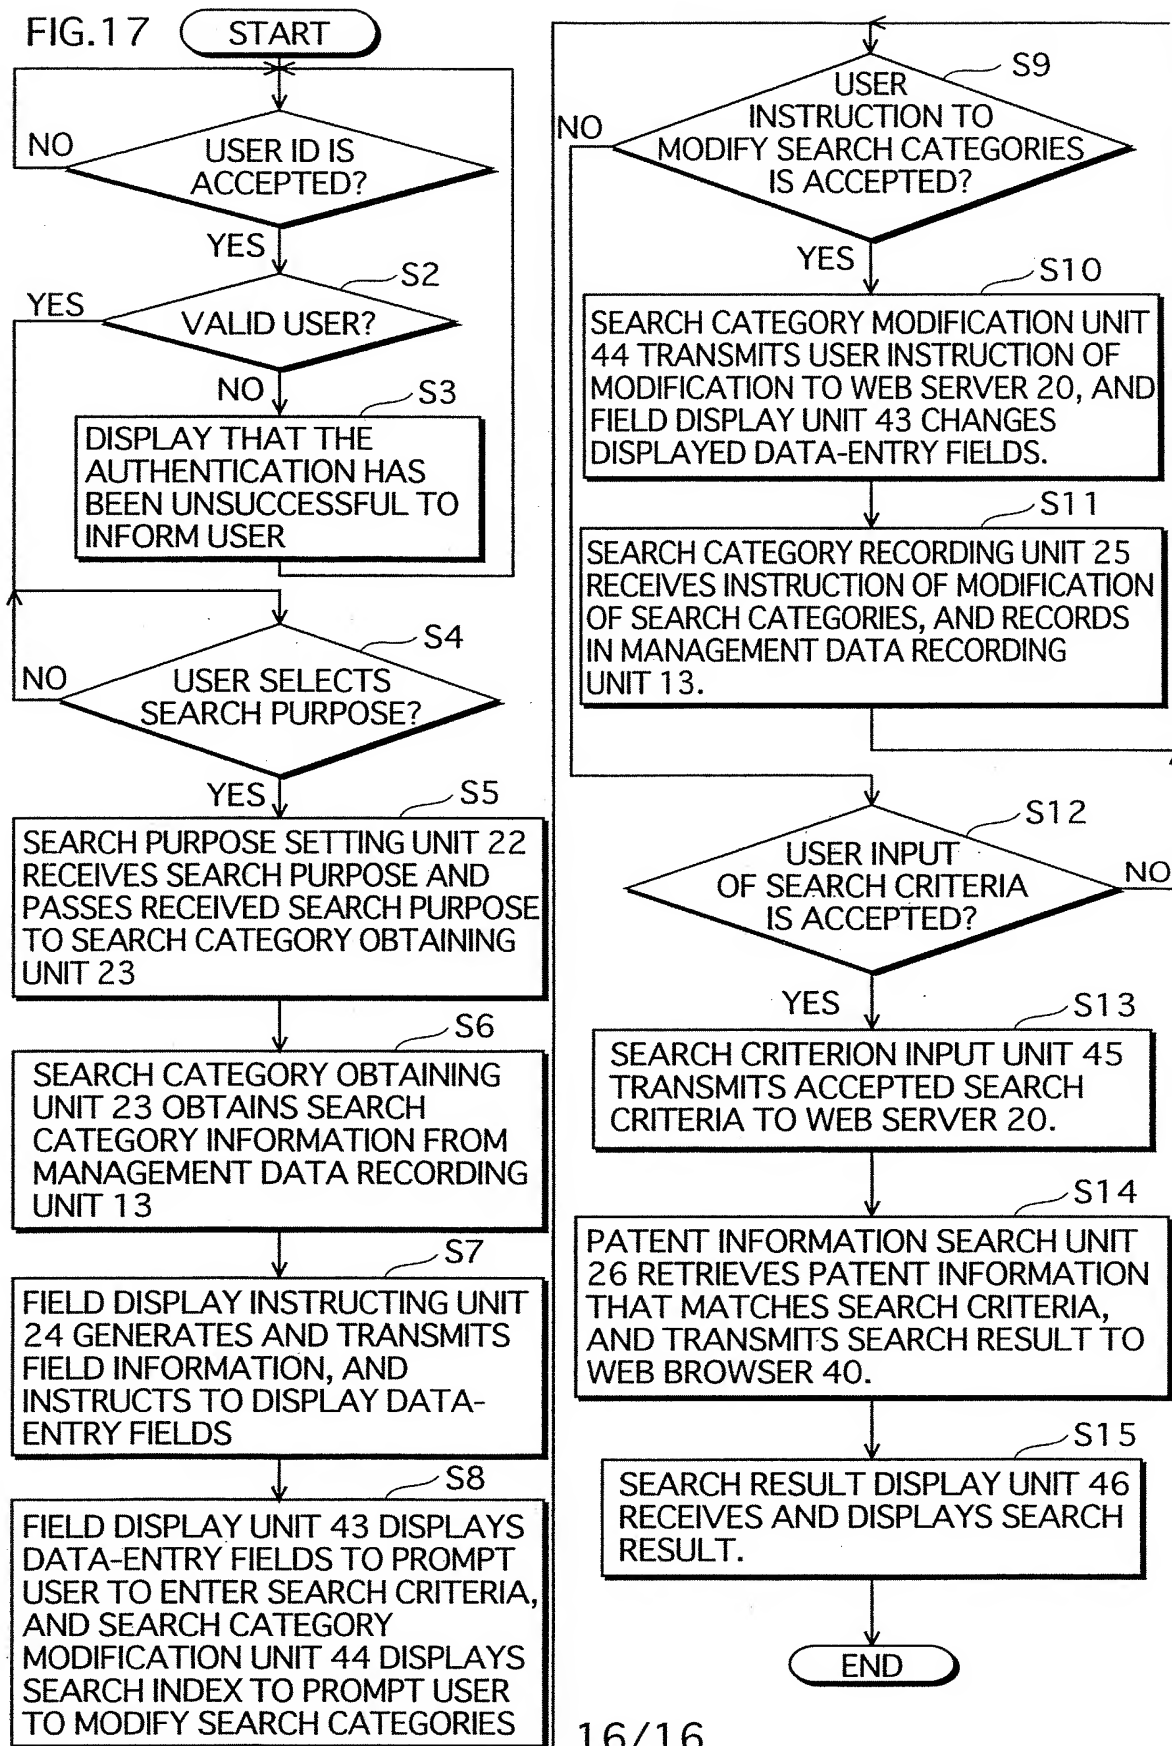 FIG.17
START
NO
USER ID IS
ACCEPTED?
YES
S2
YES
VALID USER?
NO
S3
DISPLAY THAT THE
AUTHENTICATION HAS
BEEN UNSUCCESSFUL TO
INFORM USER
S4
NO
USER SELECTS
SEARCH PURPOSE?
YES
S5
SEARCH PURPOSE SETTING UNIT 22
RECEIVES SEARCH PURPOSE AND
PASSES RECEIVED SEARCH PURPOSE
TO SEARCH CATEGORY OBTAINING
UNIT 23
S6
SEARCH CATEGORY OBTAINING
UNIT 23 OBTAINS SEARCH
CATEGORY INFORMATION FROM
MANAGEMENT DATA RECORDING
UNIT 13
S7
FIELD DISPLAY INSTRUCTING UNIT
24 GENERATES AND TRANSMITS
FIELD INFORMATION, AND
INSTRUCTS TO DISPLAY DATA-
ENTRY FIELDS
S8
FIELD DISPLAY UNIT 43 DISPLAYS
DATA-ENTRY FIELDS TO PROMPT
USER TO ENTER SEARCH CRITERIA,
AND SEARCH CATEGORY
MODIFICATION UNIT 44 DISPLAYS
SEARCH INDEX TO PROMPT USER
TO MODIFY SEARCH CATEGORIES
S9
NO
USER
INSTRUCTION TO
MODIFY SEARCH CATEGORIES
IS ACCEPTED?
YES
S10
SEARCH CATEGORY MODIFICATION UNIT
44 TRANSMITS USER INSTRUCTION OF
MODIFICATION TO WEB SERVER 20, AND
FIELD DISPLAY UNIT 43 CHANGES
DISPLAYED DATA-ENTRY FIELDS.
S11
SEARCH CATEGORY RECORDING UNIT 25
RECEIVES INSTRUCTION OF MODIFICATION
OF SEARCH CATEGORIES, AND RECORDS
IN MANAGEMENT DATA RECORDING
UNIT 13.
S12
USER INPUT
OF SEARCH CRITERIA
IS ACCEPTED?
NO
YES
S13
SEARCH CRITERION INPUT UNIT 45
TRANSMITS ACCEPTED SEARCH
CRITERIA TO WEB SERVER 20.
S14
PATENT INFORMATION SEARCH UNIT
26 RETRIEVES PATENT INFORMATION
THAT MATCHES SEARCH CRITERIA,
AND TRANSMITS SEARCH RESULT TO
WEB BROWSER 40.
S15
SEARCH RESULT DISPLAY UNIT 46
RECEIVES AND DISPLAYS SEARCH
RESULT.
END
16/16